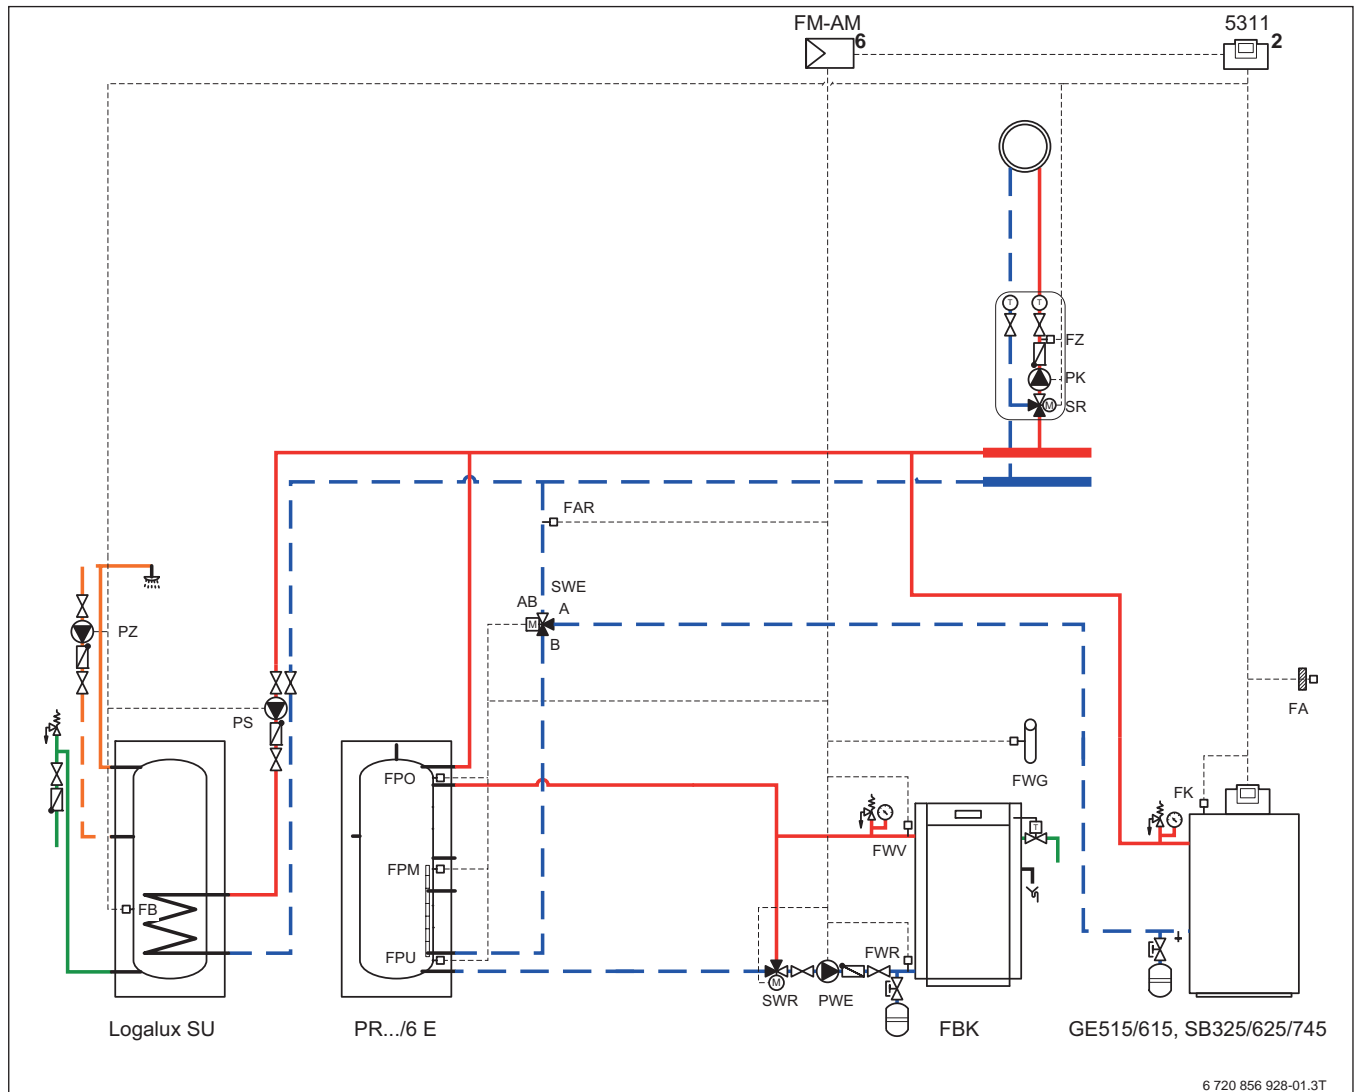 FM-AM
6
5311
2
T
T
FZ
PK
M
SR
FAR
SWE
AB
A
M
B
PZ
PS
FA
FWG
FPO
FK
FWV
T
FPM
FB
FPU
FWR
M
SWR
PWE
Logalux SU
PR.../6 E
FBK
GE515/615, SB325/625/745
6 720 856 928-01.3T